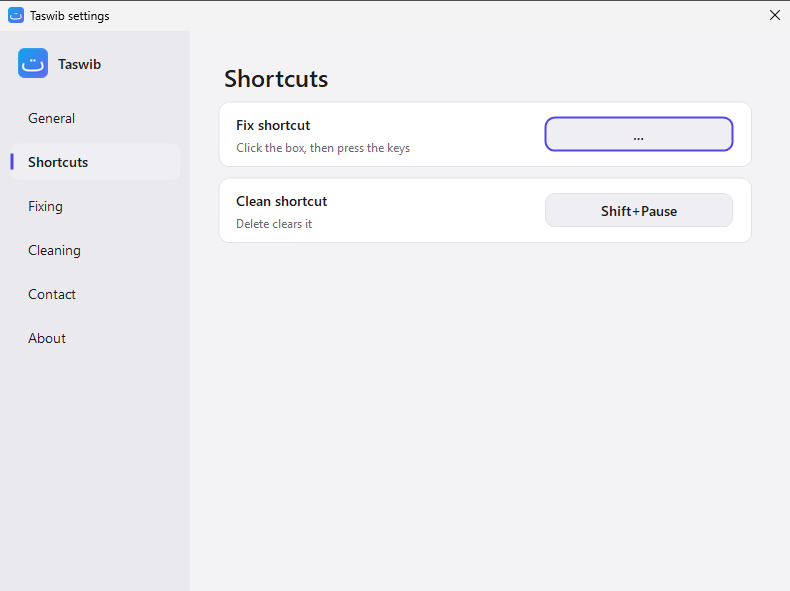 Taswib settings
Taswib
General
Shortcuts
Fixing
Cleaning
Contact
About
Shortcuts
Fix shortcut
Click the box, then press the keys
...
Clean shortcut
Delete clears it
Shift+Pause